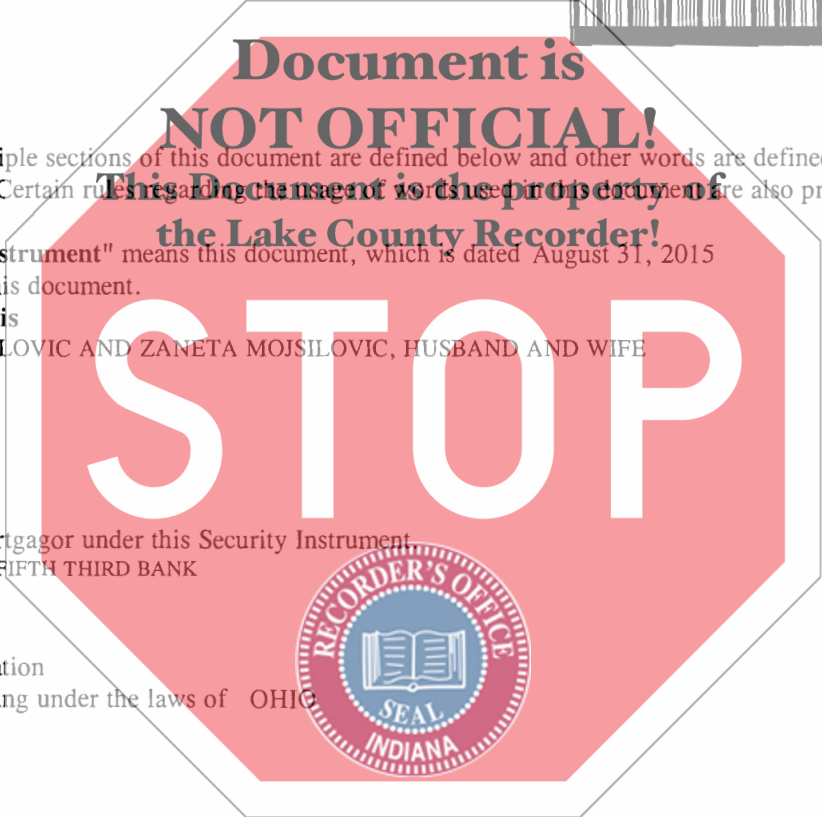 Document is
NOT OFFICIAL!
iple sections of this document are defined below and other words are defined
Certain rules regarding the usage of words used in this document are also pr
This Document is the property of
the Lake County Recorder!
strument" means this document, which is dated August 31, 2015
is document.
is
LOVIC AND ZANETA MOJSILOVIC, HUSBAND AND WIFE
STOP
rtgagor under this Security Instrument.
FIFTH THIRD BANK
RECORDER'S OFFICE
SEAL
INDIANA
tion
ng under the laws of OHIO